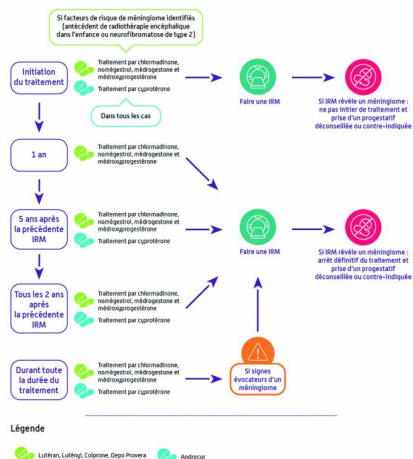 Si facteurs de risque de méningiome identifiés
(antécédent de radiothérapie encéphalique
dans l'enfance ou neurofibromatose de type 2)
Initiation
du traitement
Traitement par chlormadinone,
nomégestrol, médrogestone et
médroxyprogestérone
Traitement par cyprotérone
Dans tous les cas
Faire une IRM
Si IRM révèle un méningiome :
ne pas initier de traitement et
prise d'un progestatif
déconseillée ou contre-indiquée
1 an
Traitement par chlormadinone,
nomégestrol, médrogestone et
médroxyprogestérone
5 ans après
la précédente
IRM
Traitement par chlormadinone,
nomégestrol, médrogestone et
médroxyprogestérone
Traitement par cyprotérone
Faire une IRM
Si IRM révèle un méningiome :
arrêt définitif du traitement et
prise d'un progestatif
déconseillée ou contre-indiquée
Tous les 2 ans
après
la précédente
IRM
Traitement par chlormadinone,
nomégestrol, médrogestone et
médroxyprogestérone
Traitement par cyprotérone
Durant toute
la durée du
traitement
Traitement par chlormadinone,
nomégestrol, médrogestone et
médroxyprogestérone
Traitement par cyprotérone
Si signes
évocateurs d'un
méningiome
Légende
Lutéran, Lutényl, Colprone, Depo Provera
Androcur